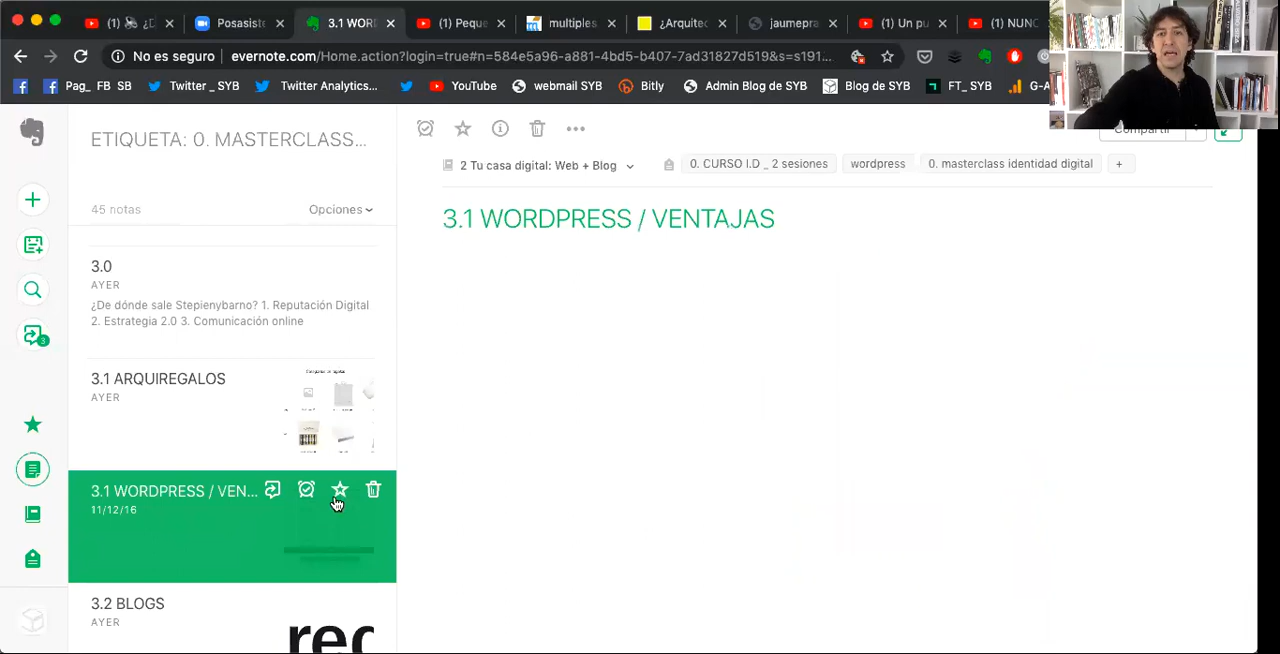 (1) 🐍 ¿D
Posasiste
3.1 WOR
(1) Peque
multiples.
¿Arquitec
jaumepra
(1) Un pu
(1) NUNC
No es seguro
evernote.com/Home.action?login=true#n=584e5a96-a881-4bd5-b407-7ad31827d519&s=s191...
Pag_ FB SB
Twitter _ SYB
Twitter Analytics...
YouTube
webmail SYB
Bitly
Admin Blog de SYB
Blog de SYB
FT_ SYB
G-A
ETIQUETA: 0. MASTERCLASS...
45 notas
Opciones
3.0
AYER
¿De dónde sale Stepienybarno? 1. Reputación Digital
2. Estrategia 2.0 3. Comunicación online
3.1 ARQUIREGALOS
AYER
3.1 WORDPRESS / VEN...
11/12/16
3.2 BLOGS
AYER
rec
3
Compartir
2 Tu casa digital: Web + Blog
0. CURSO I.D _ 2 sesiones
wordpress
0. masterclass identidad digital
+
3.1 WORDPRESS / VENTAJAS